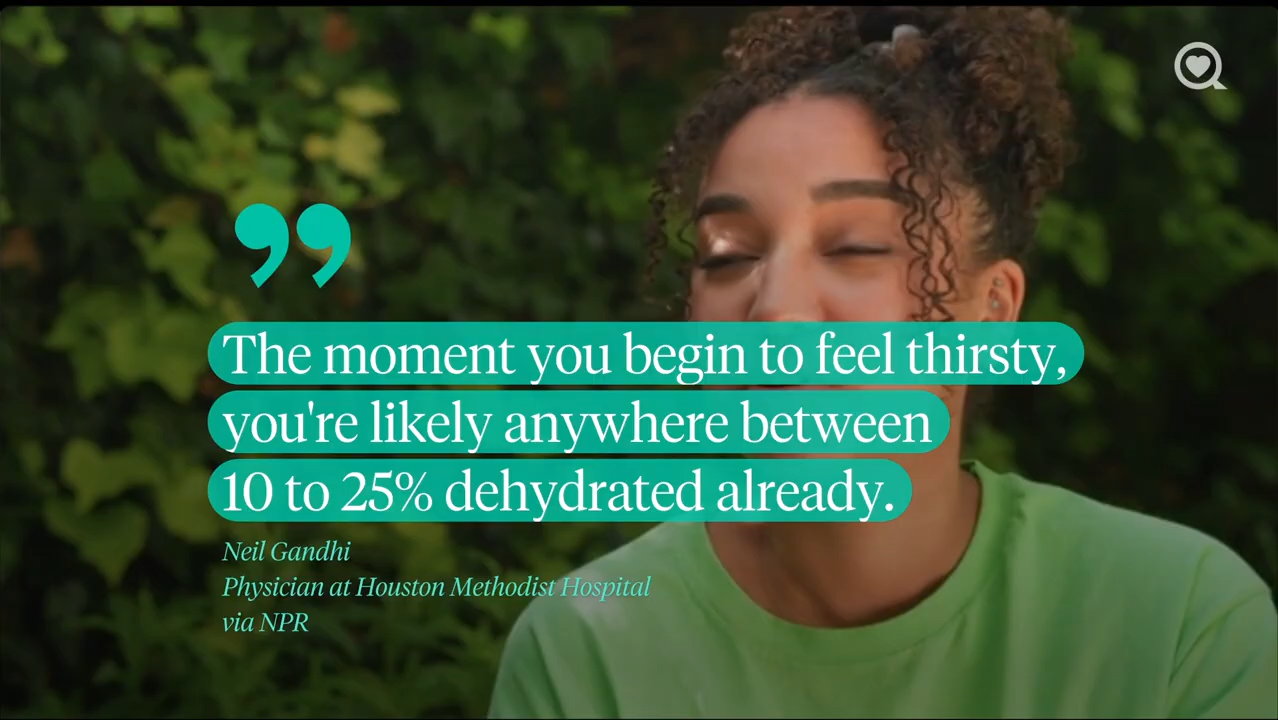 ”
The moment you begin to feel thirsty,
you're likely anywhere between
10 to 25% dehydrated already.
Neil Gandhi
Physician at Houston Methodist Hospital
via NPR